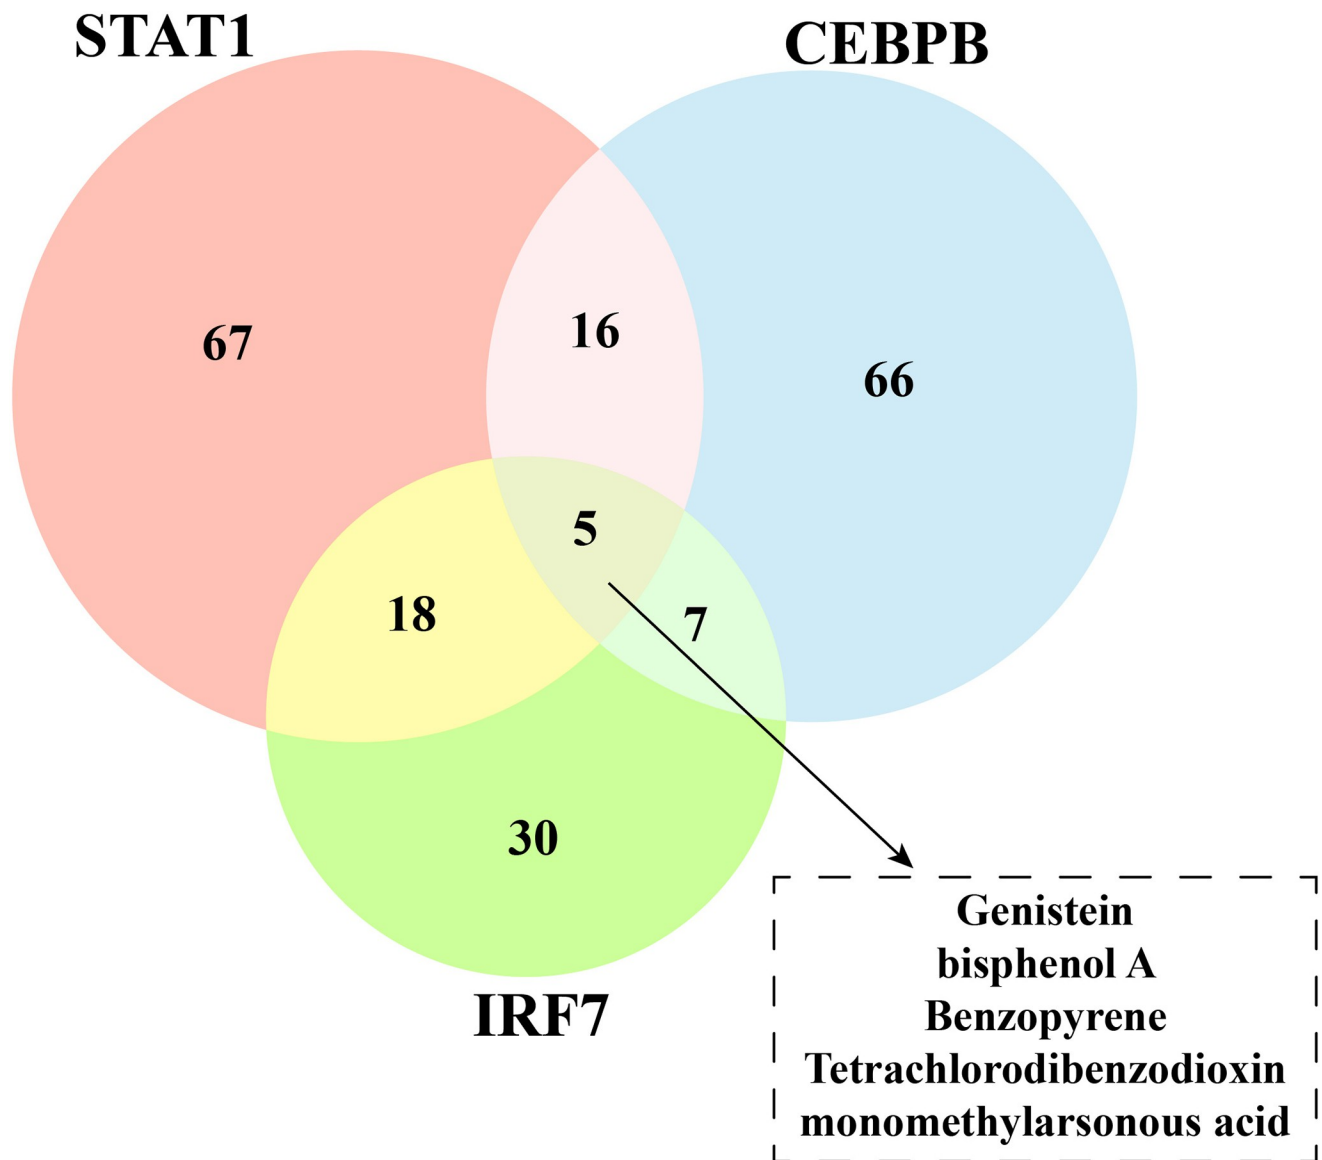 STAT1
CEBPB
67
16
66
5
18
7
30
IRF7
Genistein
bisphenol A
Benzopyrene
Tetrachlorodibenzodioxin
monomethylarsonous acid